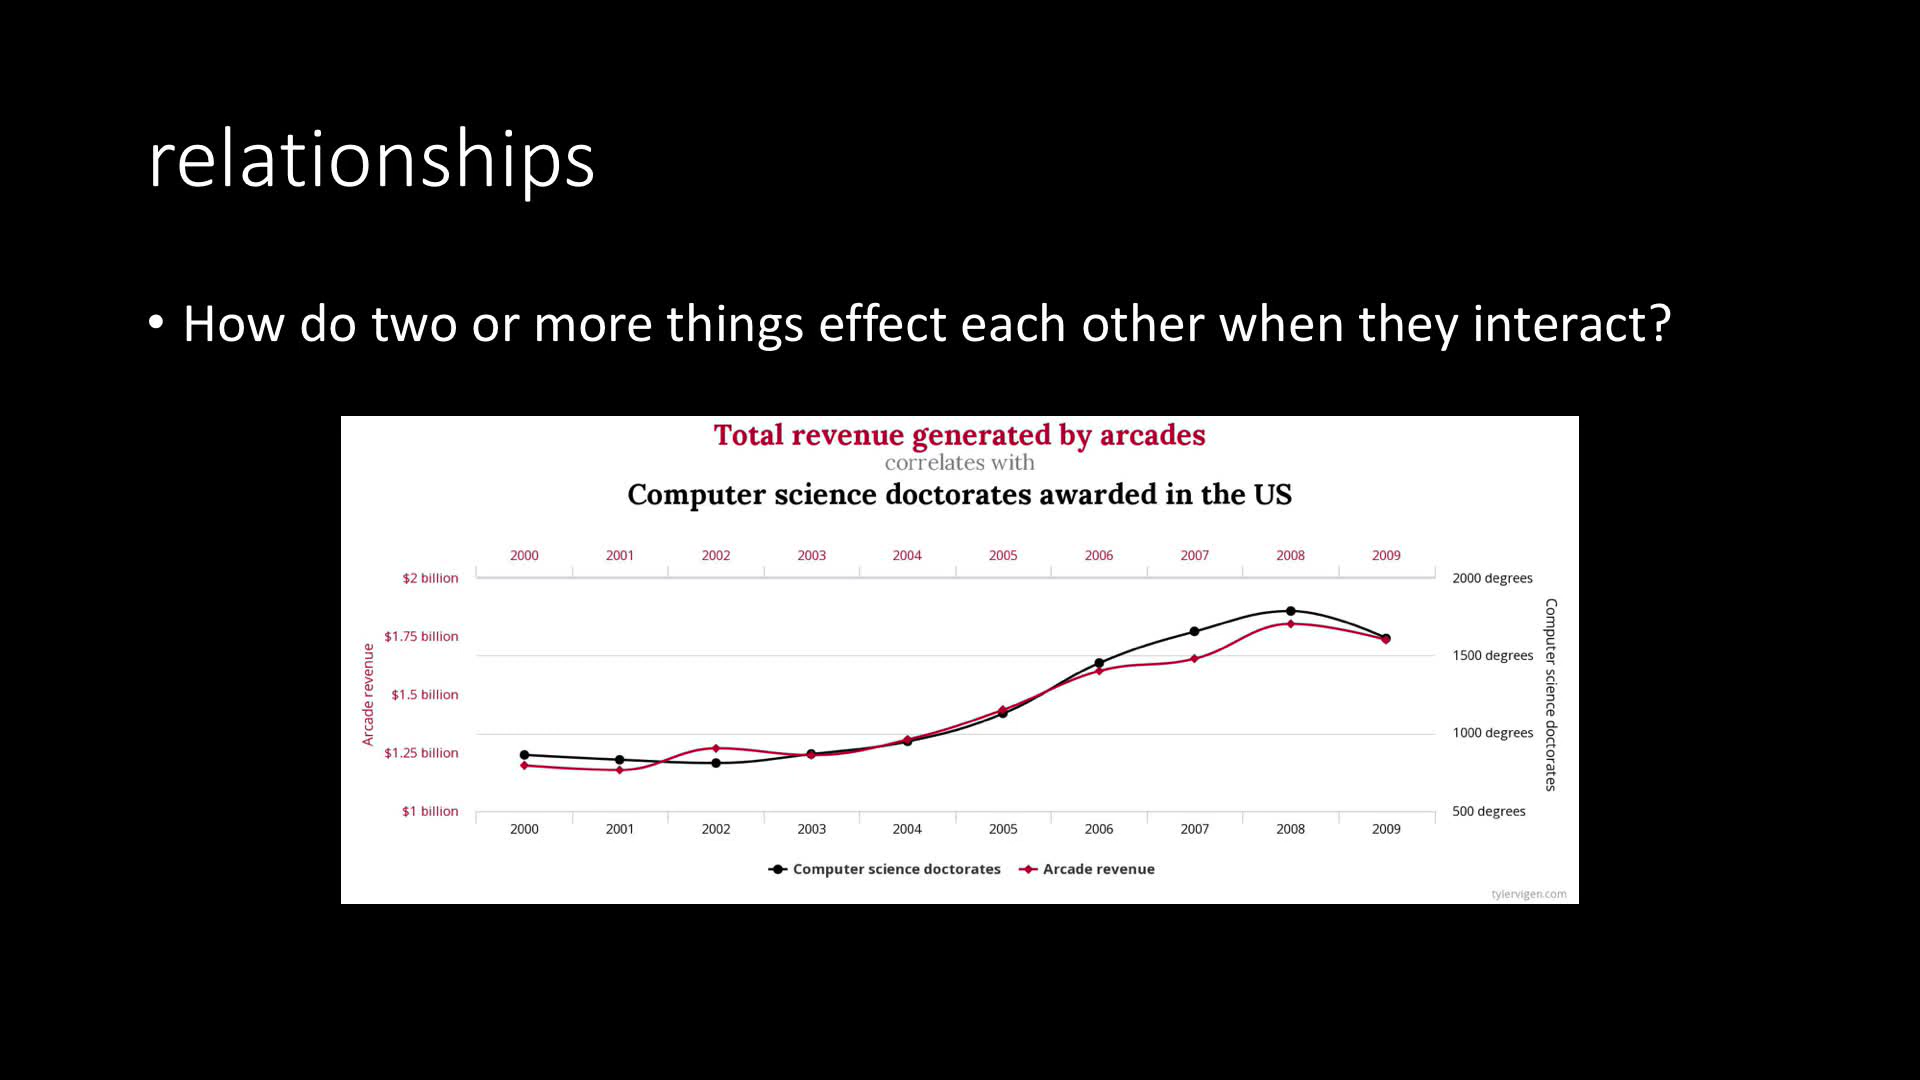 relationships
• How do two or more things effect each other when they interact?
Total revenue generated by arcades
correlates with
Computer science doctorates awarded in the US
2000 2001 2002 2003 2004 2005 2006 2007 2008 2009
$2 billion
$1.75 billion
$1.5 billion
$1.25 billion
$1 billion
Arcade revenue
2000 degrees
1500 degrees
1000 degrees
500 degrees
Computer science doctorates
2000 2001 2002 2003 2004 2005 2006 2007 2008 2009
Computer science doctorates Arcade revenue
tylervigen.com